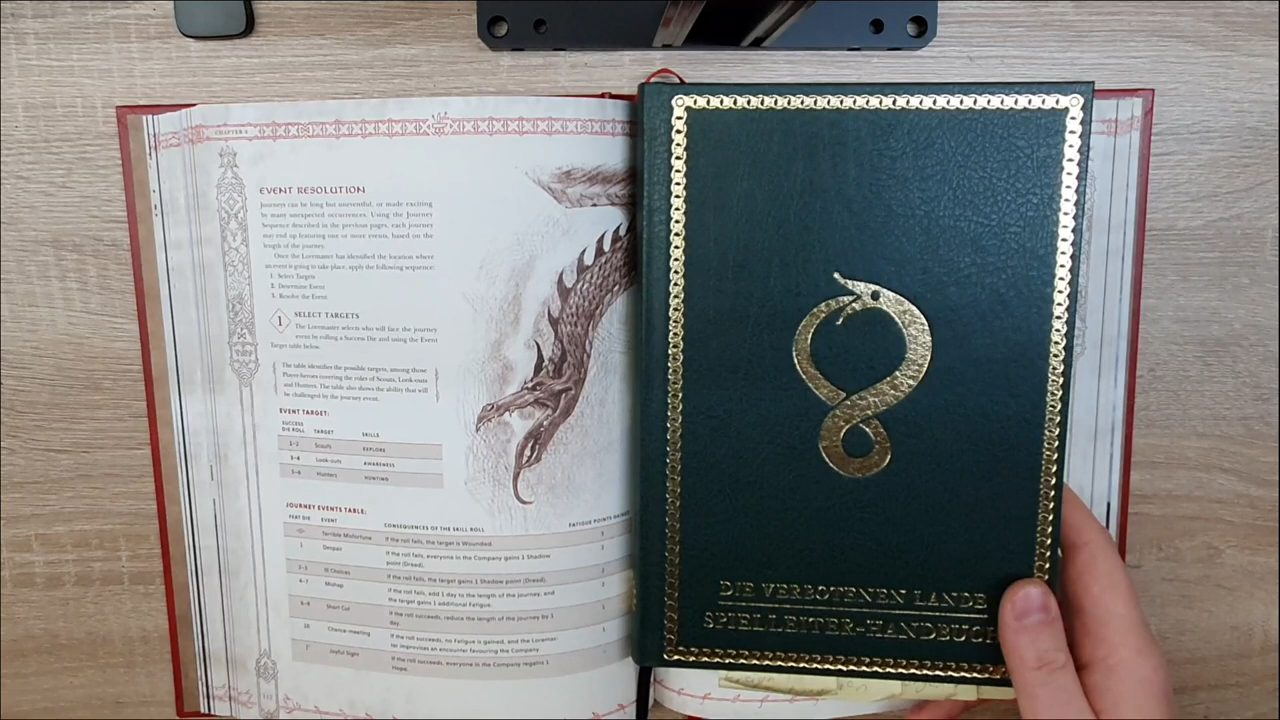 CHAPTER 6
EVENT RESOLUTION
Journeys can be long but uneventful, or made exciting
by many unexpected occurrences. Using the Journey
Sequence described in the previous pages, each journey
may end up featuring one or more events, based on the
length of the journey.
Once the Loremaster has identified the location where
an event is going to take place, apply the following sequence:
1. Select Targets
2. Determine Event
3. Resolve the Event
1 SELECT TARGETS
The Loremaster selects who will face the journey
event by rolling a Success Die and using the Event
Target table below.
The table identifies the possible targets, among those
Player-heroes covering the roles of Scouts, Look-outs
and Hunters. The table also shows the ability that will
be challenged by the journey event.
EVENT TARGET:
SUCCESS
DIE ROLL TARGET SKILLS
1–2 Scouts EXPLORE
3–4 Look-outs AWARENESS
5–6 Hunters HUNTING
JOURNEY EVENTS TABLE:
FEAT DIE EVENT CONSEQUENCES OF THE SKILL ROLL FATIGUE POINTS GAINED
Terrible Misfortune If the roll fails, the target is Wounded. 3
1 Despair If the roll fails, everyone in the Company gains 1 Shadow 2
point (Dread).
2–3 Ill Choices If the roll fails, the target gains 1 Shadow point (Dread). 2
4–7 Mishap If the roll fails, add 1 day to the length of the journey, and 2
the target gains 1 additional Fatigue.
8–9 Short Cut If the roll succeeds, reduce the length of the journey by 1 1
day.
10 Chance-meeting If the roll succeeds, no Fatigue is gained, and the Loremas- 1
ter improvises an encounter favouring the Company.
Joyful Sight If the roll succeeds, everyone in the Company regains 1
Hope.
DIE VERBOTENEN LANDE
SPIELLEITER-HANDBUCH